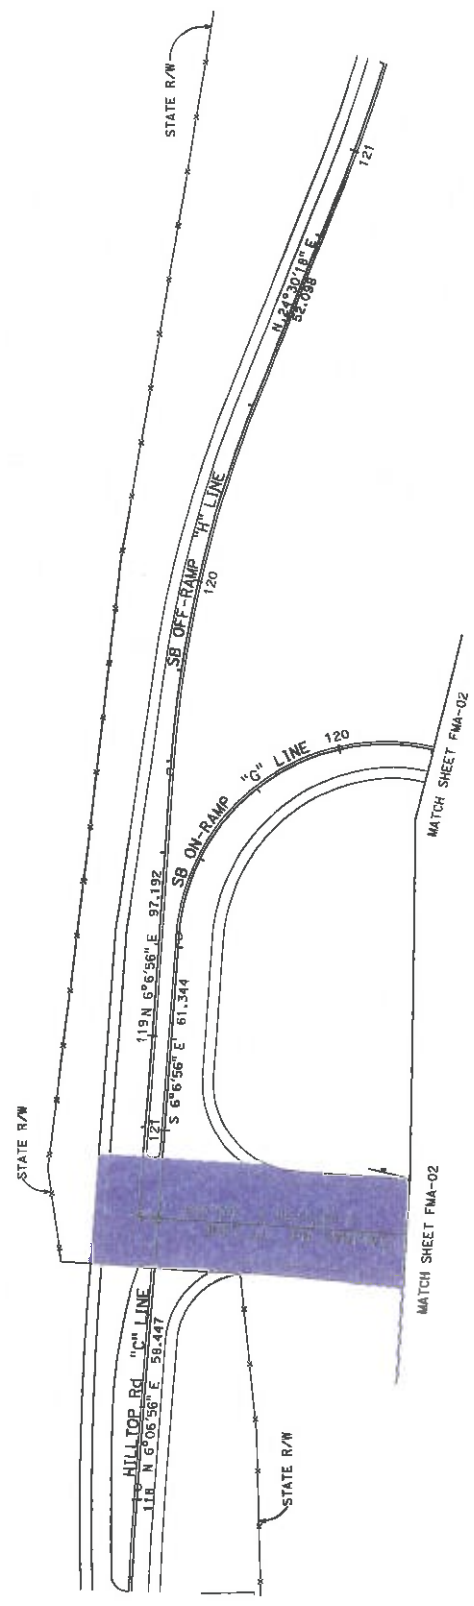 STATE R/W
121
N 24°30'18" E
52.098
SB OFF-RAMP "H" LINE
120
SB ON-RAMP "G" LINE
120
MATCH SHEET FMA-02
119
N 6°6'56" E 97.192
S 6°6'56" E 61.344
121
STATE R/W
MATCH SHEET FMA-02
HILLTOP Rd "C" LINE
118
N 6°06'56" E 58.447
STATE R/W